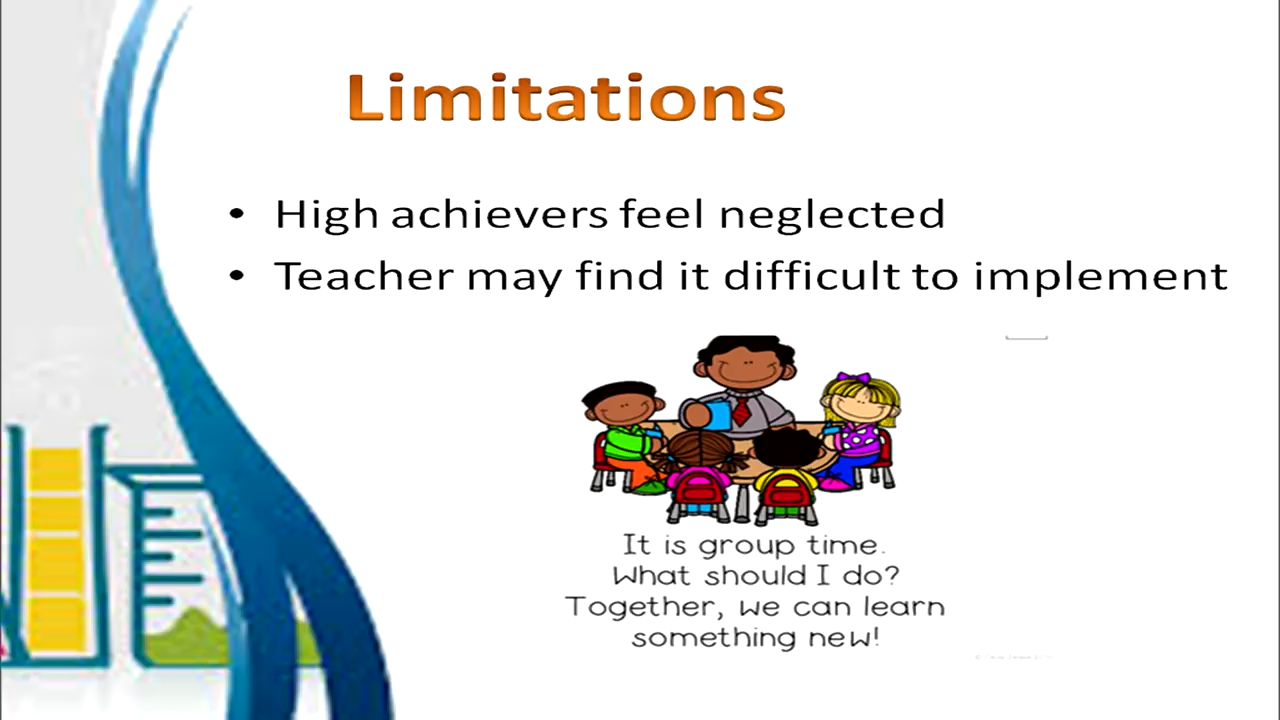 Limitations
• High achievers feel neglected
• Teacher may find it difficult to implement
It is group time.
What should I do?
Together, we can learn
something new!